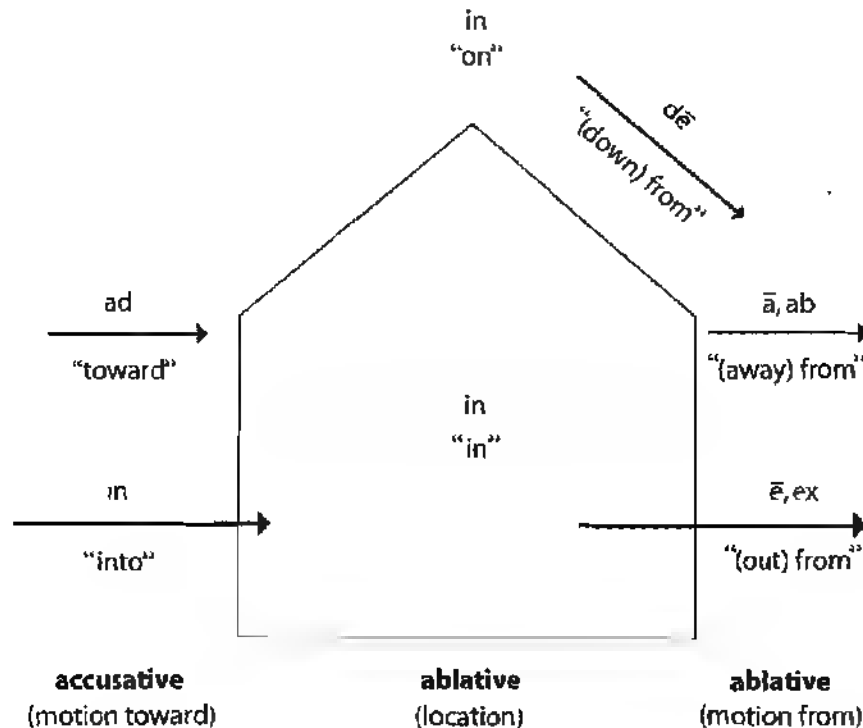 in
“on”
dē
“(down) from”
ad
“toward”
ā, ab
“(away) from”
in
“in”
in
“into”
ē, ex
“(out) from”
accusative
(motion toward)
ablative
(location)
ablative
(motion from)